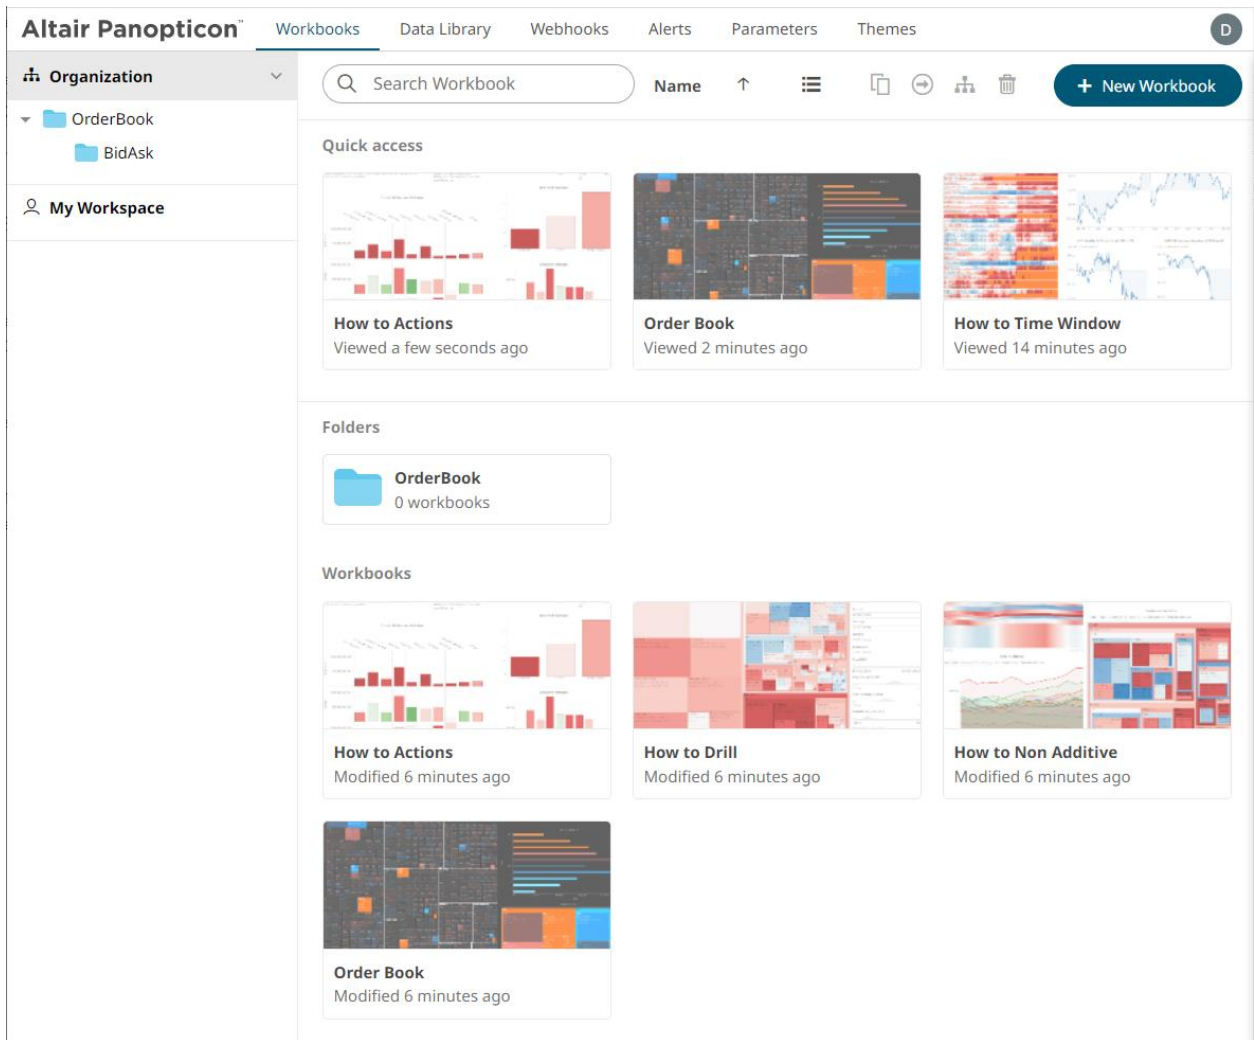 Altair Panopticon™
Workbooks
Data Library
Webhooks
Alerts
Parameters
Themes
D
Organization
OrderBook
BidAsk
My Workspace
Search Workbook
Name
+ New Workbook
Quick access
How to Actions
Viewed a few seconds ago
Order Book
Viewed 2 minutes ago
How to Time Window
Viewed 14 minutes ago
Folders
OrderBook
0 workbooks
Workbooks
How to Actions
Modified 6 minutes ago
How to Drill
Modified 6 minutes ago
How to Non Additive
Modified 6 minutes ago
Order Book
Modified 6 minutes ago